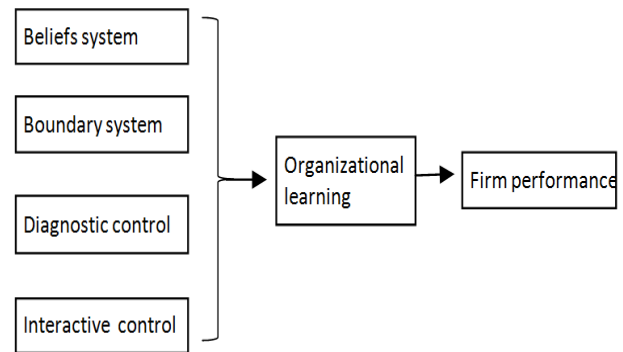 Beliefs system
Boundary system
Diagnostic control
Interactive control
Organizational
learning
Firm performance